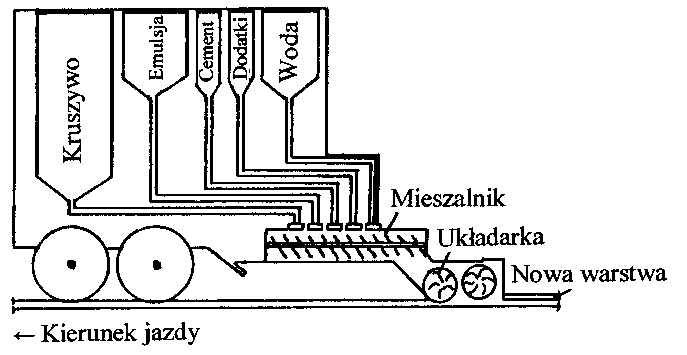 Kruszywo
Emulsja
Cement
Dodatki
Woda
Mieszalnik
Układarka
Nowa warstwa
← Kierunek jazdy